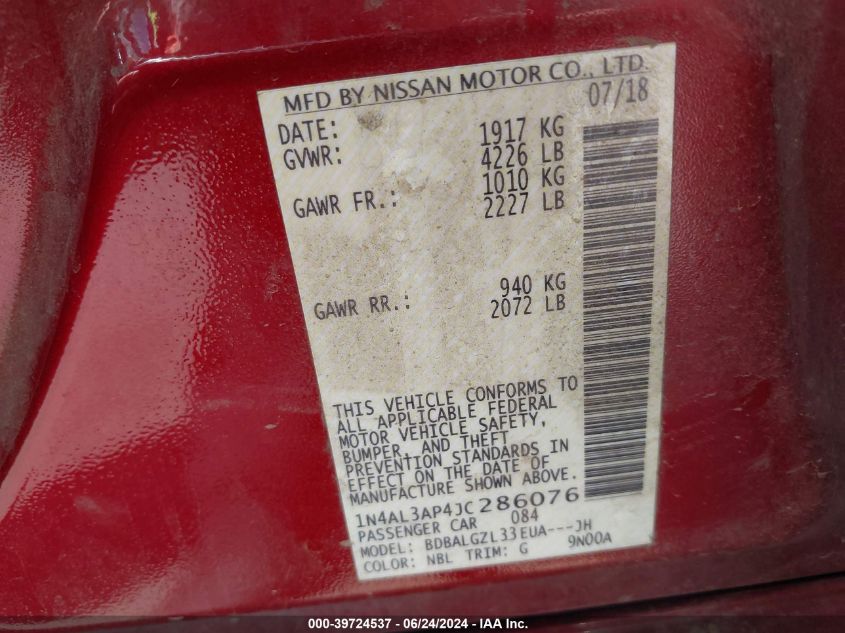 MFD BY NISSAN MOTOR CO., LTD.
DATE: 07/18
GVWR: 1917 KG
4226 LB
GAWR FR.: 1010 KG
2227 LB
GAWR RR.: 940 KG
2072 LB
THIS VEHICLE CONFORMS TO
ALL APPLICABLE FEDERAL
MOTOR VEHICLE SAFETY,
BUMPER, AND THEFT
PREVENTION STANDARDS IN
EFFECT ON THE DATE OF
MANUFACTURE SHOWN ABOVE.
1N4AL3AP4JC286076
PASSENGER CAR 084
MODEL: BDBALGZL33EUA---JH
COLOR: NBL TRIM: G 9N00A
000-39724537 - 06/24/2024 - IAA Inc.